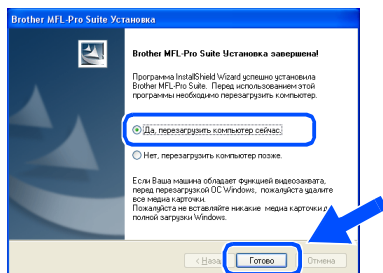 Brother MFL-Pro Suite Установка
Brother MFL-Pro Suite Установка завершена!
Программа InstallShield Wizard успешно установила
Brother MFL-Pro Suite. Перед использованием этой
программы необходимо перезагрузить компьютер.
Да, перезагрузить компьютер сейчас.
Нет, перезагрузить компьютер позже.
Если Ваша машина обладает функцией видеозахвата,
перед перезагрузкой ОС Windows, пожалуйста удалите
все медиа карточки.
Пожалуйста не вставляйте никакие медиа карточки д
полной загрузки Windows.
< Наза
Готово
Отмена